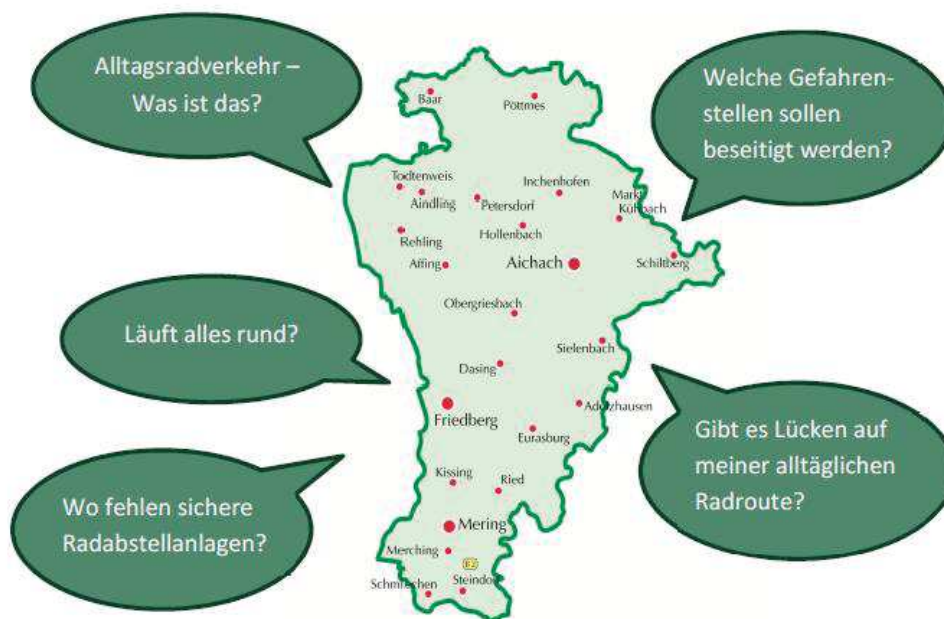 Alltagsradverkehr –
Was ist das?
Welche Gefahren-
stellen sollen
beseitigt werden?
Baar
Pöttmes
Todtenweis
Aindling
Inchenhofen
Petersdorf
Markt
Kühbach
Hollenbach
Rehling
Affing
Aichach
Schiltberg
Obergriesbach
Läuft alles rund?
Sielenbach
Dasing
Adelzhausen
Friedberg
Eurasburg
Gibt es Lücken auf
meiner alltäglichen
Radroute?
Kissing
Ried
Wo fehlen sichere
Radabstellanlagen?
Mering
Merching
B2
Schmiechen
Steindorf